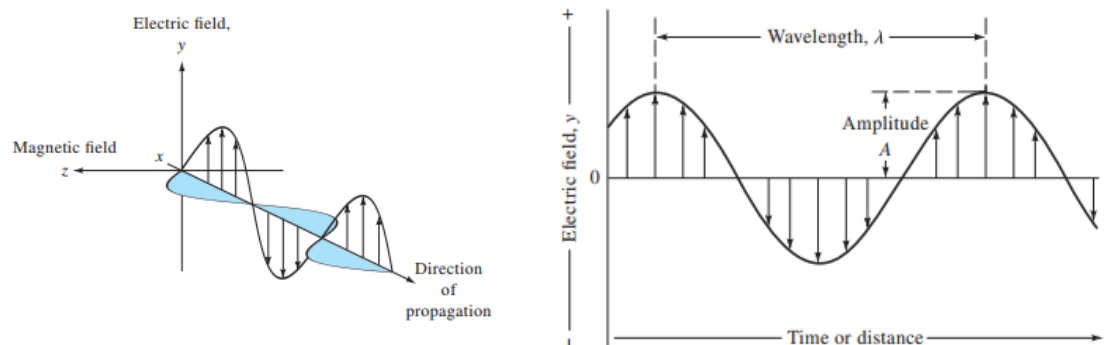 Electric field,
y
Magnetic field
x
z
Direction
of
propagation
+
Wavelength, λ
Amplitude
A
Electric field, y
0
Time or distance